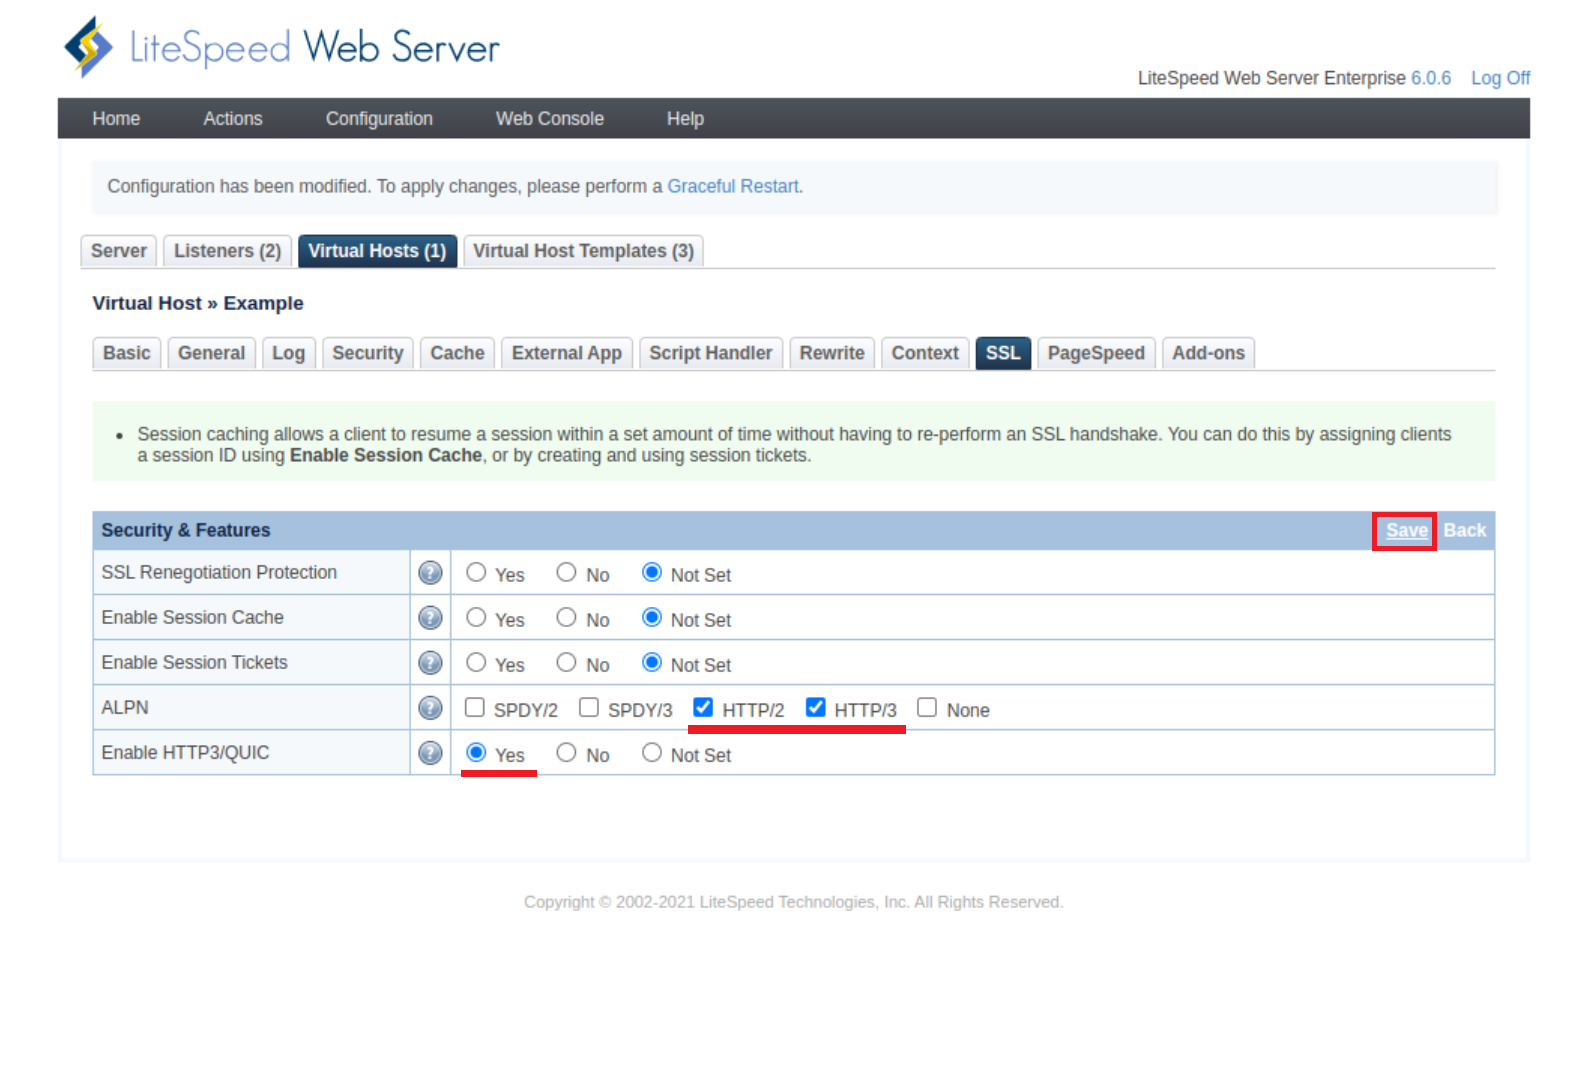 LiteSpeed Web Server
LiteSpeed Web Server Enterprise 6.0.6 Log Off
Home Actions Configuration Web Console Help
Configuration has been modified. To apply changes, please perform a Graceful Restart.
Server Listeners (2) Virtual Hosts (1) Virtual Host Templates (3)
Virtual Host » Example
Basic General Log Security Cache External App Script Handler Rewrite Context SSL PageSpeed Add-ons
• Session caching allows a client to resume a session within a set amount of time without having to re-perform an SSL handshake. You can do this by assigning clients
a session ID using Enable Session Cache, or by creating and using session tickets.
Security & Features Save Back
SSL Renegotiation Protection ? Yes No Not Set
Enable Session Cache ? Yes No Not Set
Enable Session Tickets ? Yes No Not Set
ALPN ? SPDY/2 SPDY/3 HTTP/2 HTTP/3 None
Enable HTTP3/QUIC ? Yes No Not Set
Copyright © 2002-2021 LiteSpeed Technologies, Inc. All Rights Reserved.